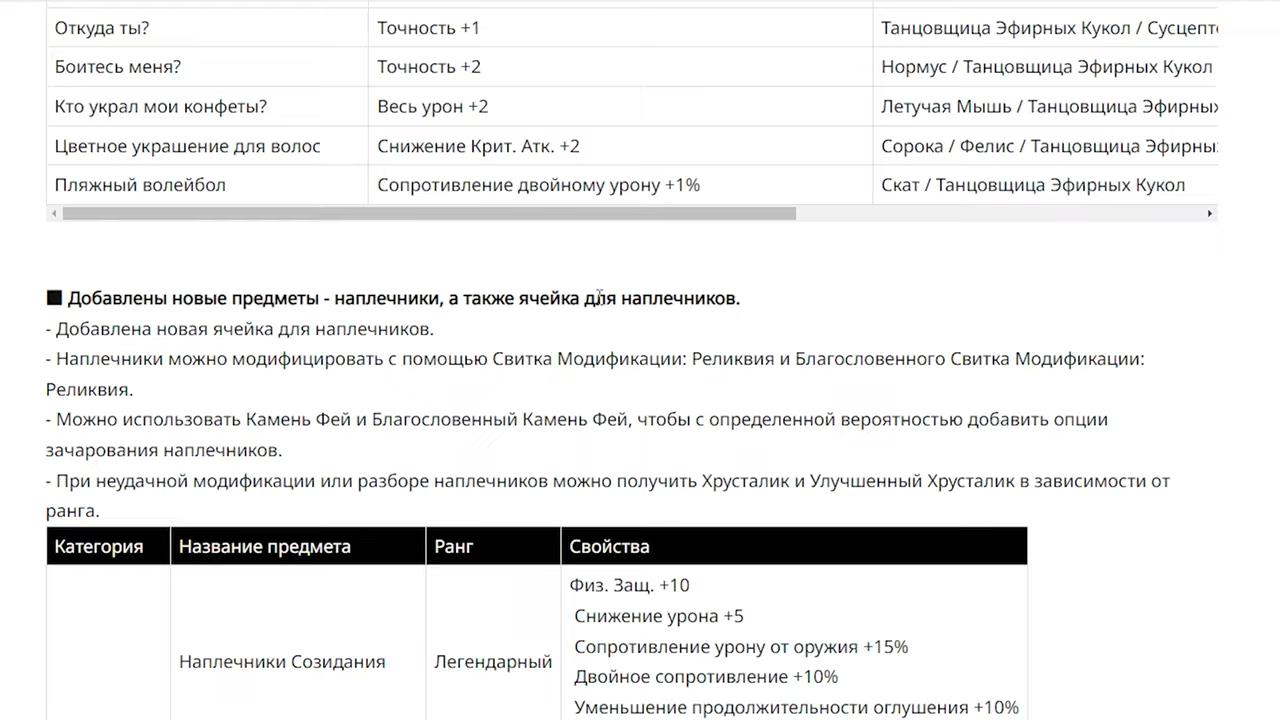 Откуда ты? Точность +1 Танцовщица Эфирных Кукол /
Боитесь меня? Точность +2 Нормус / Танцовщица Эфирных Кукол
Кто украл мои конфеты? Весь урон +2 Летучая Мышь / Танцовщица Эфирных
Цветное украшение для волос Снижение Крит. Атк. +2 Сорока / Фелис / Танцовщица
Пляжный волейбол Сопротивление двойному урону +1% Скат / Танцовщица Эфирных Кукол
■ Добавлены новые предметы - наплечники, а также ячейка для наплечников.
- Добавлена новая ячейка для наплечников.
- Наплечники можно модифицировать с помощью Свитка Модификации: Реликвия и Благословенного Свитка Модификации:
Реликвия.
- Можно использовать Камень Фей и Благословенный Камень Фей, чтобы с определенной вероятностью добавить опции
зачарования наплечников.
- При неудачной модификации или разборе наплечников можно получить Хрусталик и Улучшенный Хрусталик в зависимости от
ранга.
Категория Название предмета Ранг Свойства
Физ. Защ. +10
Снижение урона +5
Сопротивление урону от оружия +15%
Наплечники Созидания Легендарный
Двойное сопротивление +10%
Уменьшение продолжительности оглушения +10%